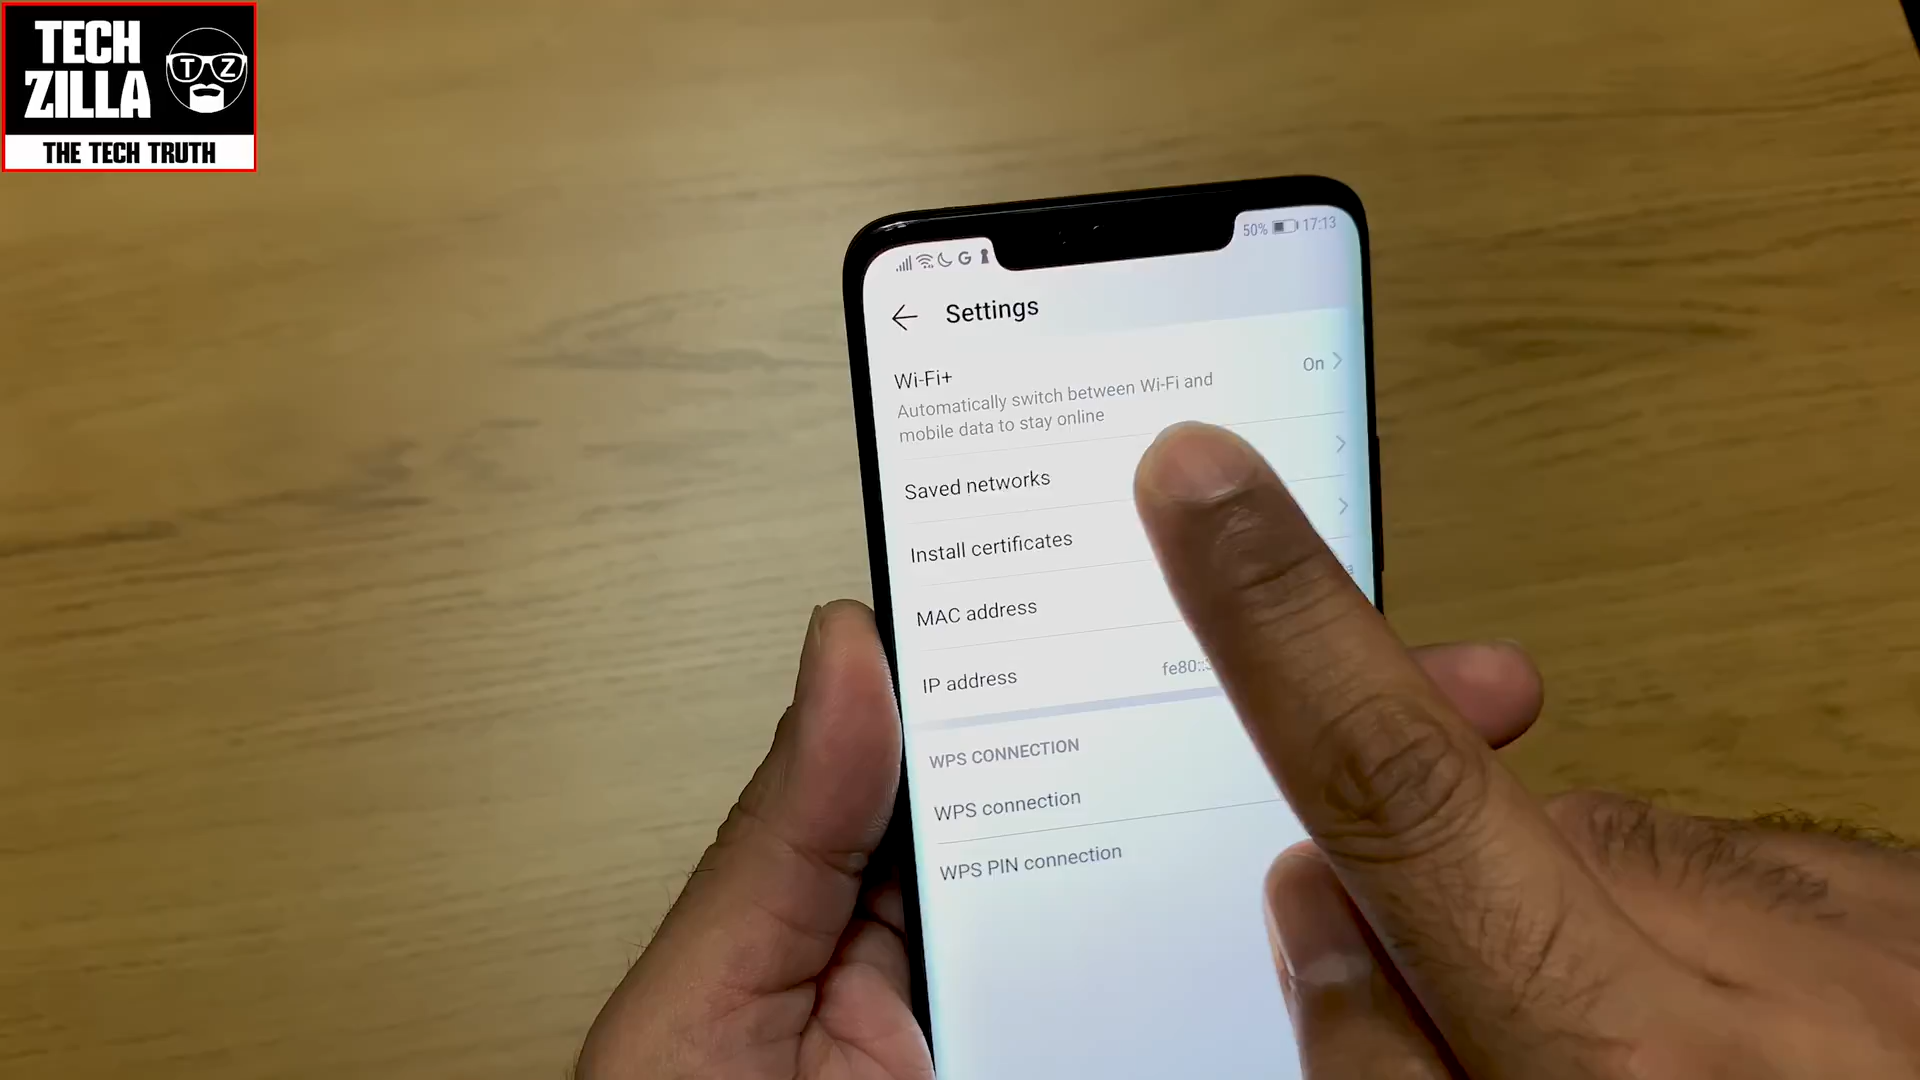 TECH
ZILLA
T Z
THE TECH TRUTH
G 50% 17:13
Settings
Wi-Fi+
On
Automatically switch between Wi-Fi and
mobile data to stay online
Saved networks
Install certificates
MAC address
IP address fe80::
WPS CONNECTION
WPS connection
WPS PIN connection